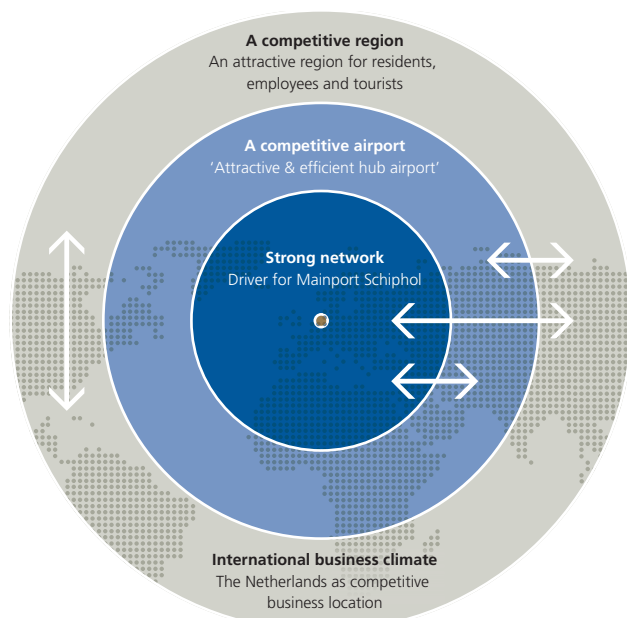 A competitive region
An attractive region for residents,
employees and tourists
A competitive airport
‘Attractive & efficient hub airport’
Strong network
Driver for Mainport Schiphol
International business climate
The Netherlands as competitive
business location